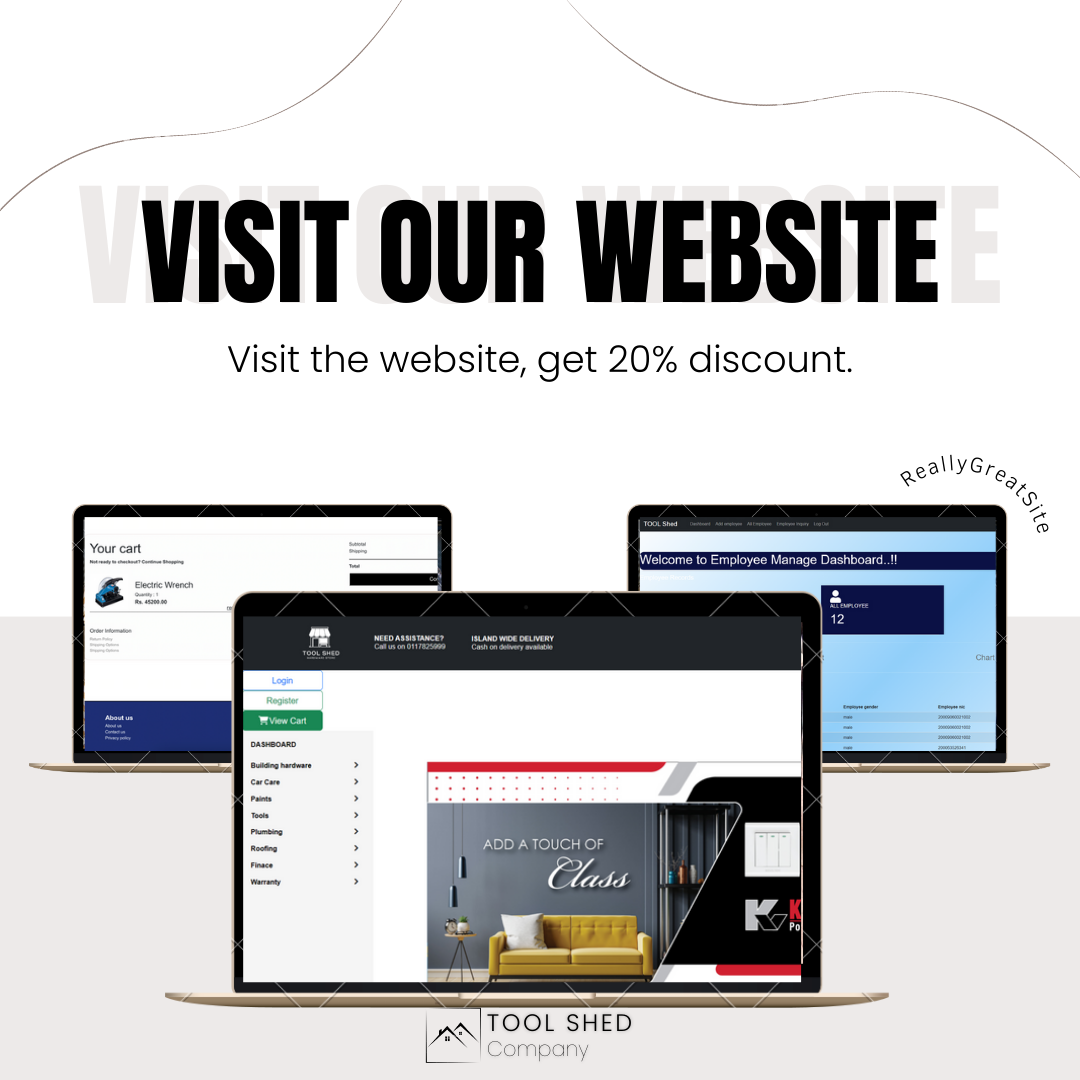 VISIT OUR WEBSITE
Visit the website, get 20% discount.
ReallyGreatSite
Your cart
Not ready to checkout? Continue Shopping
Electric Wrench
Quantity : 1
Rs. 45200.00
Subtotal
Shipping
Total
Order Information
Return Policy
Shipping Options
Shipping Options
About us
About us
Contact us
Privacy policy
TOOL Shed Dashboard Add employee All Employee Employee Inquiry Log Out
Welcome to Employee Manage Dashboard..!!
ALL EMPLOYEE
12
Chart
Employee gender Employee nic
male
male
male
male
TOOL SHED
NEED ASSISTANCE?
Call us on 0117825999
ISLAND WIDE DELIVERY
Cash on delivery available
Login
Register
View Cart
DASHBOARD
Building hardware
Car Care
Paints
Tools
Plumbing
Roofing
Finace
Warranty
ADD A TOUCH OF
Class
K
Po
TOOL SHED
Company